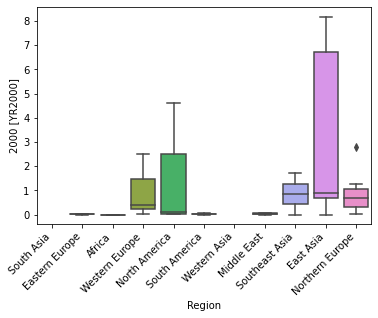 8
7
6
5
4
3
2
1
0
2000 [YR2000]
South Asia
Eastern Europe
Africa
Western Europe
North America
South America
Western Asia
Middle East
Southeast Asia
East Asia
Northern Europe
Region